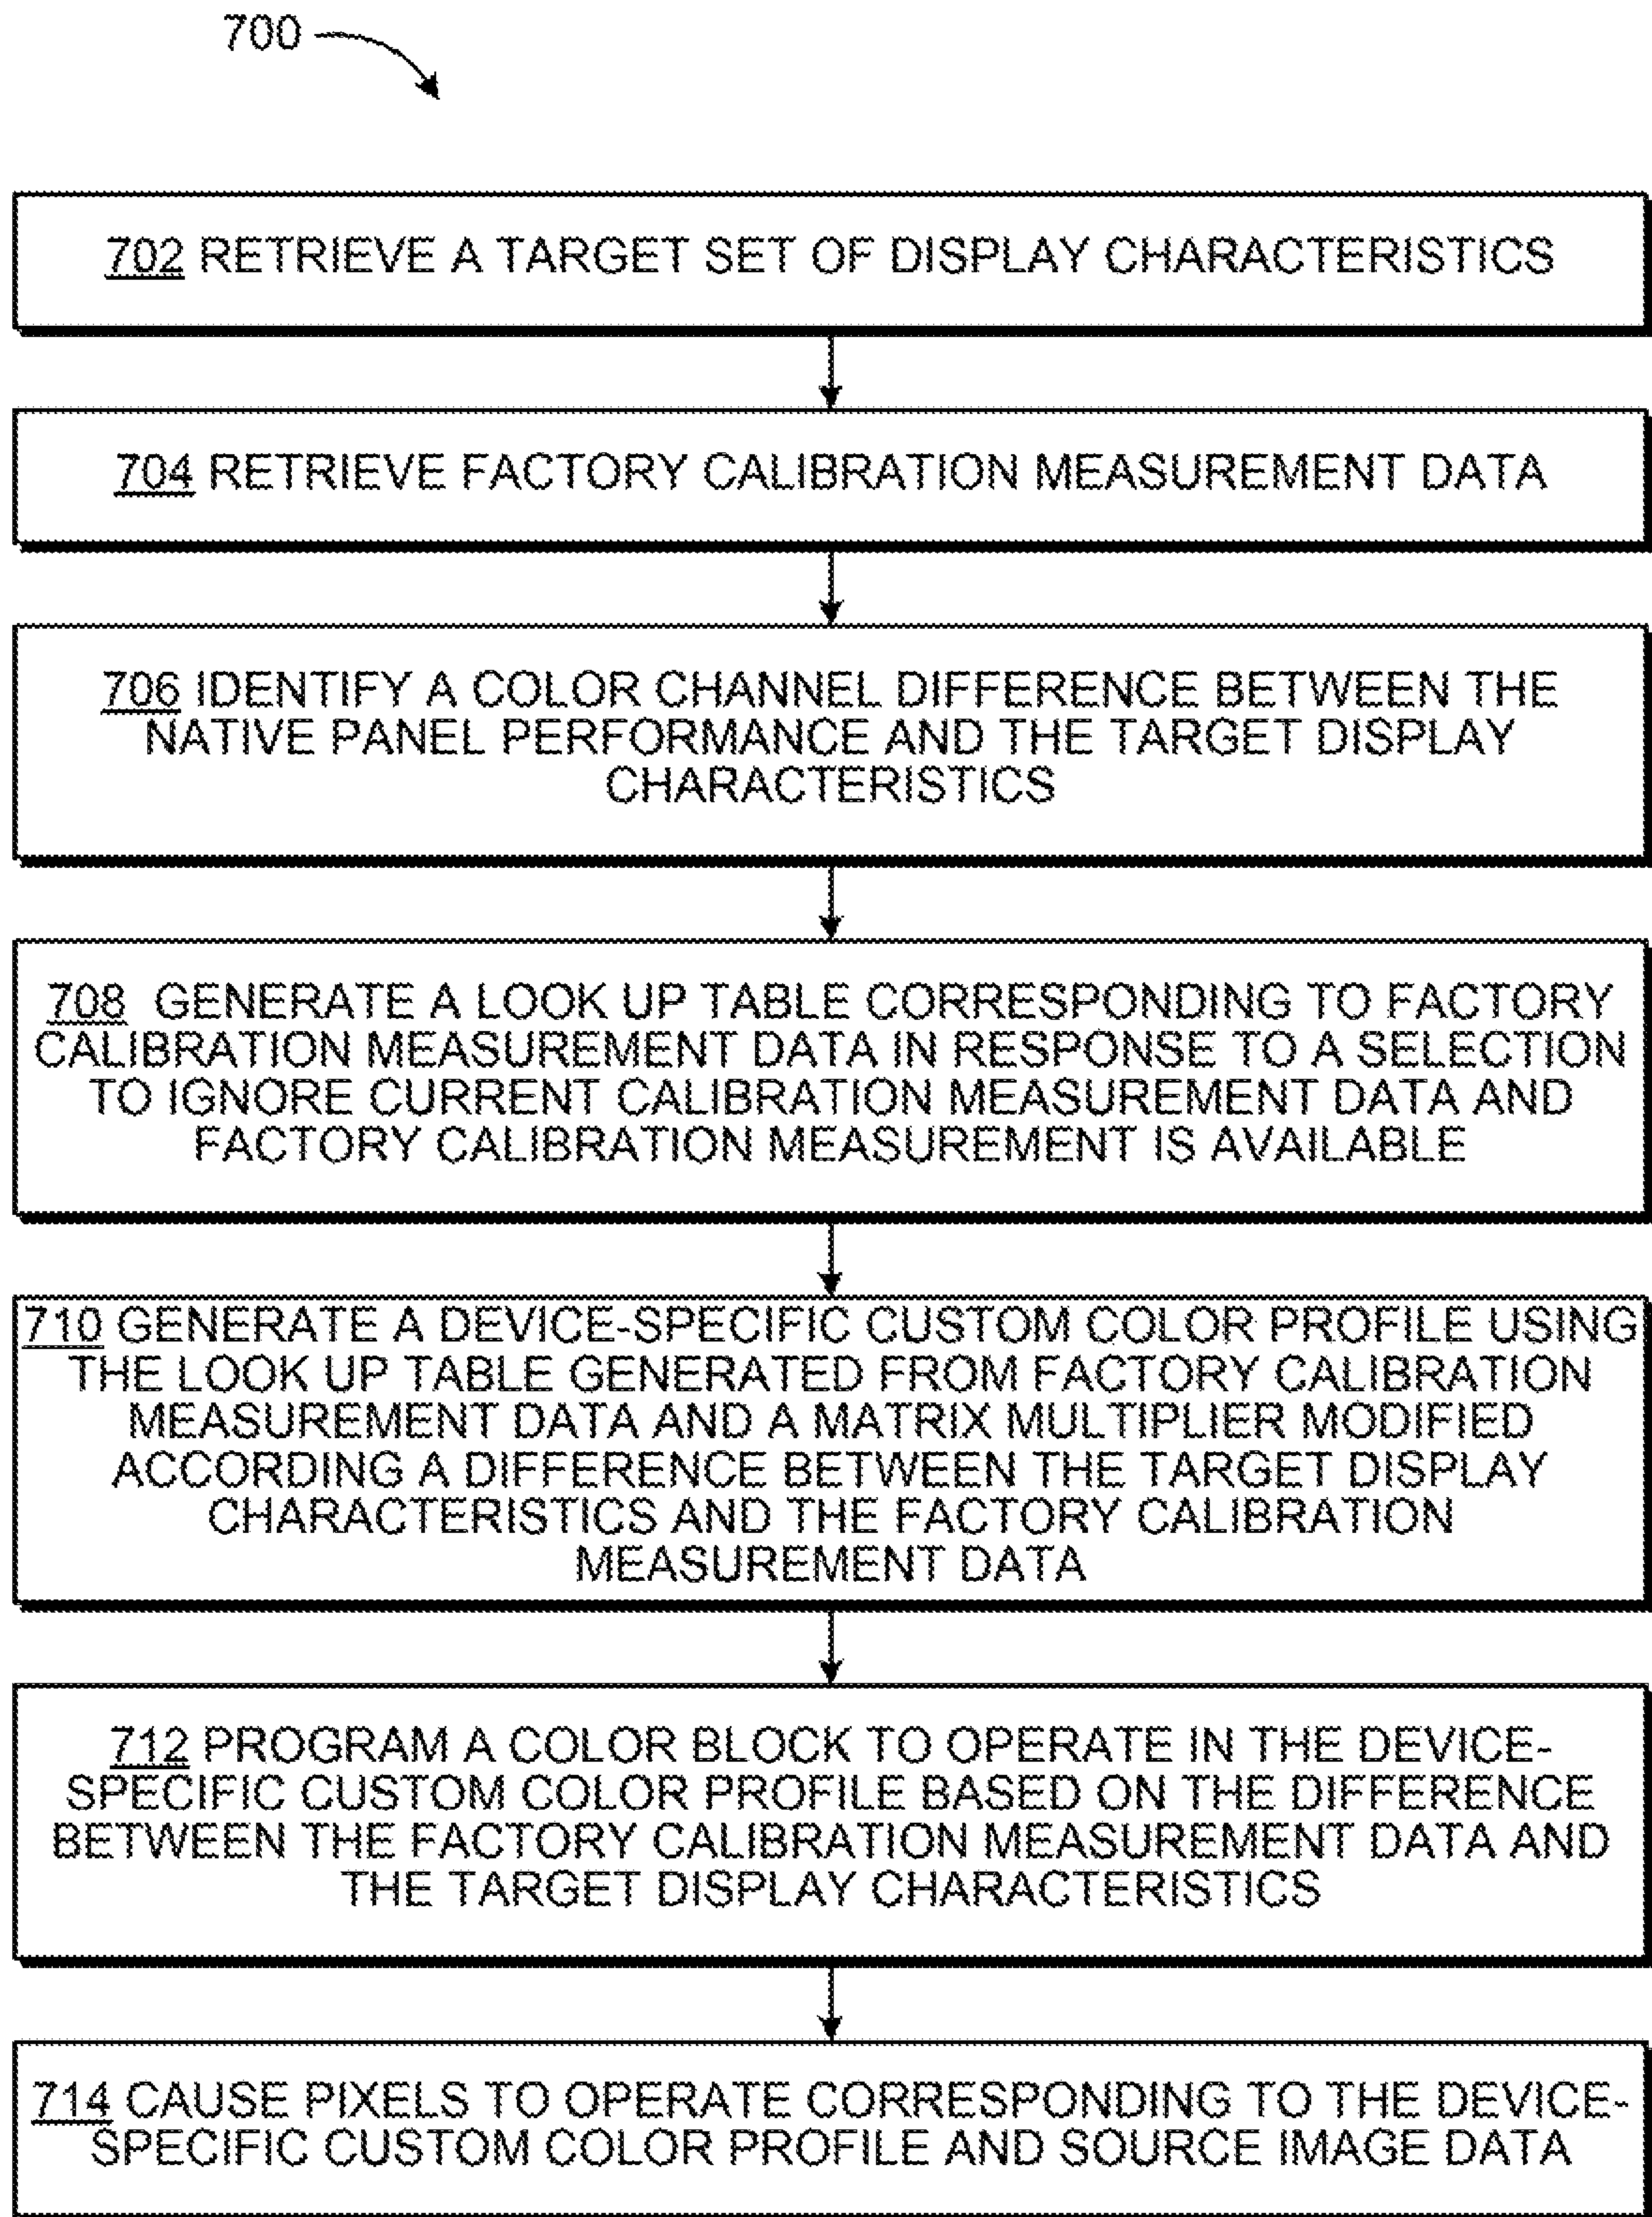 700
702 RETRIEVE A TARGET SET OF DISPLAY CHARACTERISTICS
704 RETRIEVE FACTORY CALIBRATION MEASUREMENT DATA
706 IDENTIFY A COLOR CHANNEL DIFFERENCE BETWEEN THE
NATIVE PANEL PERFORMANCE AND THE TARGET DISPLAY
CHARACTERISTICS
708 GENERATE A LOOK UP TABLE CORRESPONDING TO FACTORY
CALIBRATION MEASUREMENT DATA IN RESPONSE TO A SELECTION
TO IGNORE CURRENT CALIBRATION MEASUREMENT DATA AND
FACTORY CALIBRATION MEASUREMENT IS AVAILABLE
710 GENERATE A DEVICE-SPECIFIC CUSTOM COLOR PROFILE USING
THE LOOK UP TABLE GENERATED FROM FACTORY CALIBRATION
MEASUREMENT DATA AND A MATRIX MULTIPLIER MODIFIED
ACCORDING A DIFFERENCE BETWEEN THE TARGET DISPLAY
CHARACTERISTICS AND THE FACTORY CALIBRATION
MEASUREMENT DATA
712 PROGRAM A COLOR BLOCK TO OPERATE IN THE DEVICE-
SPECIFIC CUSTOM COLOR PROFILE BASED ON THE DIFFERENCE
BETWEEN THE FACTORY CALIBRATION MEASUREMENT DATA AND
THE TARGET DISPLAY CHARACTERISTICS
714 CAUSE PIXELS TO OPERATE CORRESPONDING TO THE DEVICE-
SPECIFIC CUSTOM COLOR PROFILE AND SOURCE IMAGE DATA